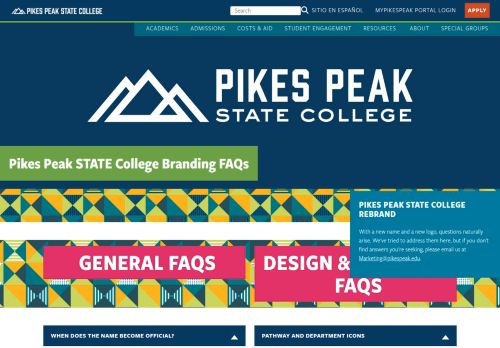 PIKES PEAK STATE COLLEGE
Search
SITIO EN ESPAÑOL
MYPIKESPEAK PORTAL LOGIN
APPLY
ACADEMICS ADMISSIONS COSTS & AID STUDENT ENGAGEMENT RESOURCES ABOUT SPECIAL GROUPS
PIKES PEAK
STATE COLLEGE
Pikes Peak STATE College Branding FAQs
PIKES PEAK STATE COLLEGE
REBRAND
With a new name and a new logo, questions naturally
arise. We've tried to address them here, but if you don't
find answers you're seeking, please email us at
Marketing@pikespeak.edu.
GENERAL FAQS
DESIGN &
FAQS
WHEN DOES THE NAME BECOME OFFICIAL?
PATHWAY AND DEPARTMENT ICONS